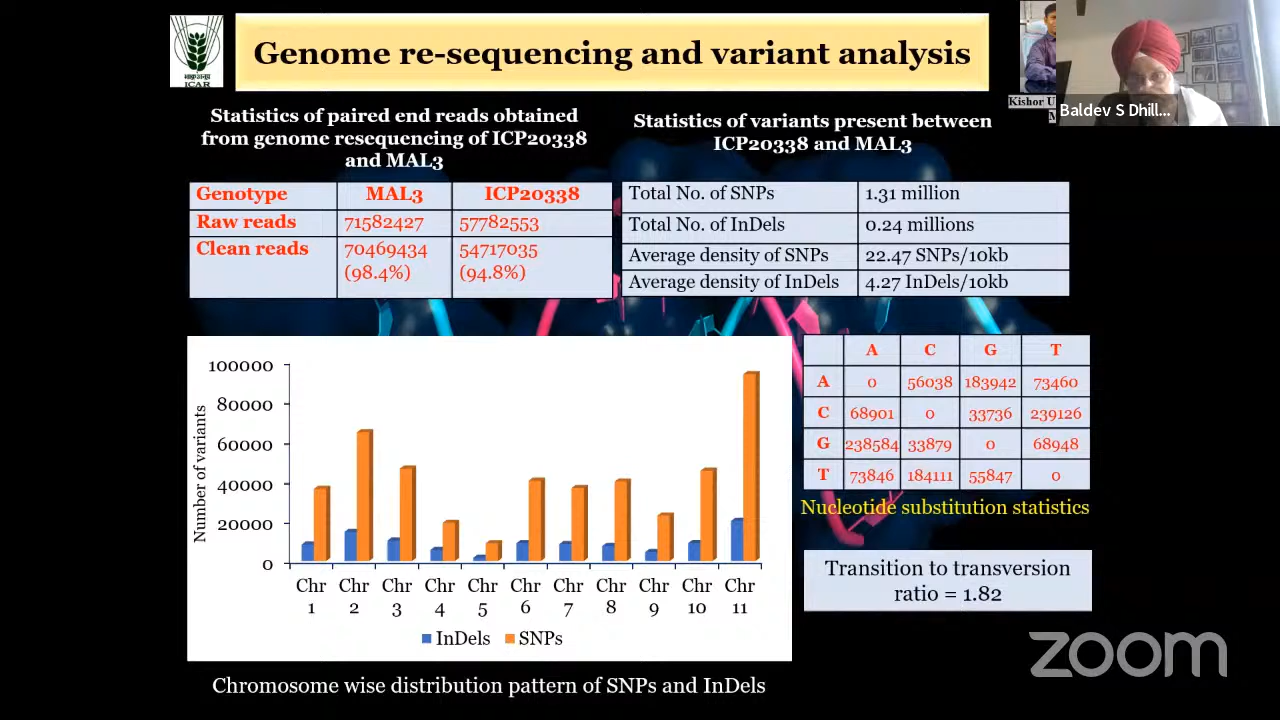 Genome re-sequencing and variant analysis
ICAR
Kishor U
Baldev S Dhill...
Statistics of paired end reads obtained
from genome resequencing of ICP20338
and MAL3
Genotype MAL3 ICP20338
Raw reads 71582427 57782553
Clean reads 70469434 54717035
(98.4%) (94.8%)
Statistics of variants present between
ICP20338 and MAL3
Total No. of SNPs 1.31 million
Total No. of InDels 0.24 millions
Average density of SNPs 22.47 SNPs/10kb
Average density of InDels 4.27 InDels/10kb
Number of variants
100000
80000
60000
40000
20000
0
Chr Chr Chr Chr Chr Chr Chr Chr Chr Chr Chr
1 2 3 4 5 6 7 8 9 10 11
InDels SNPs
Chromosome wise distribution pattern of SNPs and InDels
A C G T
A 0 56038 183942 73460
C 68901 0 33736 239126
G 238584 33879 0 68948
T 73846 184111 55847 0
Nucleotide substitution statistics
Transition to transversion
ratio = 1.82
zoom